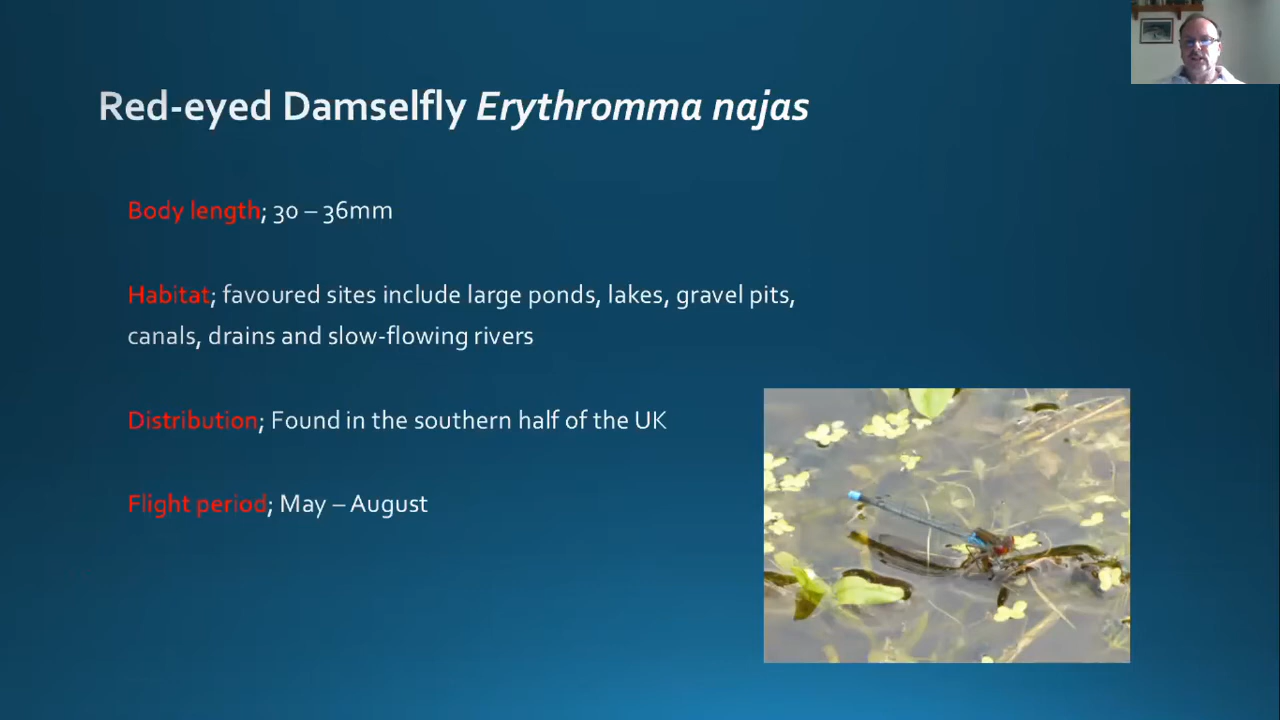 Red-eyed Damselfly Erythromma najas
Body length; 30 – 36mm
Habitat; favoured sites include large ponds, lakes, gravel pits,
canals, drains and slow-flowing rivers
Distribution; Found in the southern half of the UK
Flight period; May – August